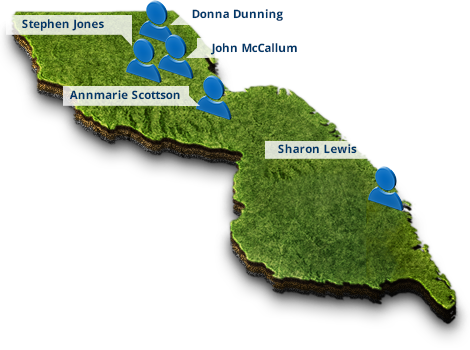 Donna Dunning
Stephen Jones
John McCallum
Annmarie Scottson
Sharon Lewis